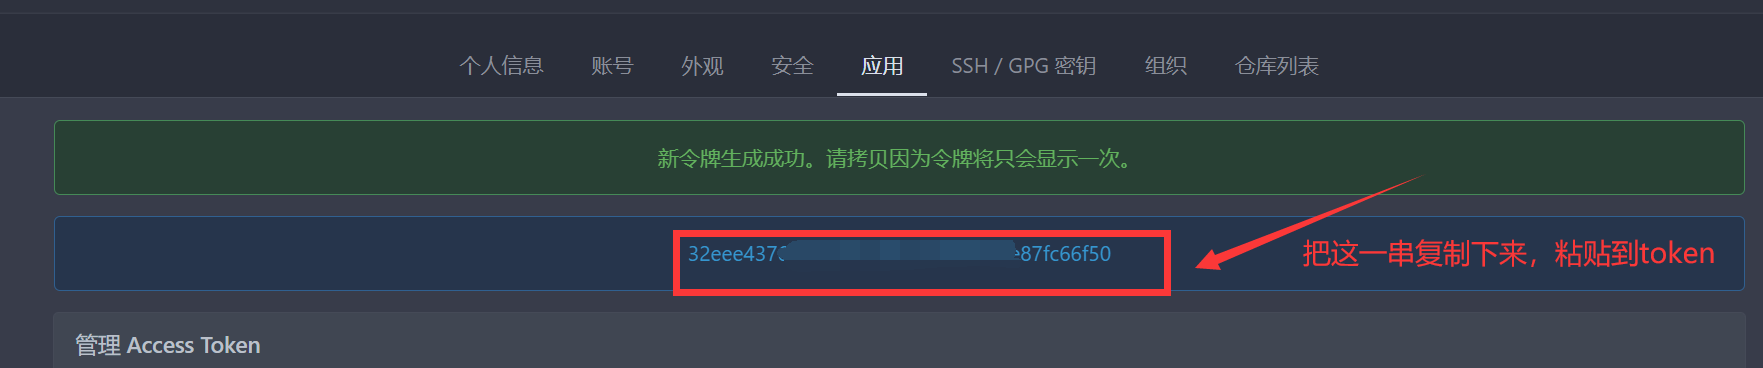 个人信息 账号 外观 安全 应用 SSH / GPG 密钥 组织 仓库列表
新令牌生成成功。请拷贝因为令牌将只会显示一次。
32eee437 e87fc66f50
把这一串复制下来，粘贴到token
管理 Access Token